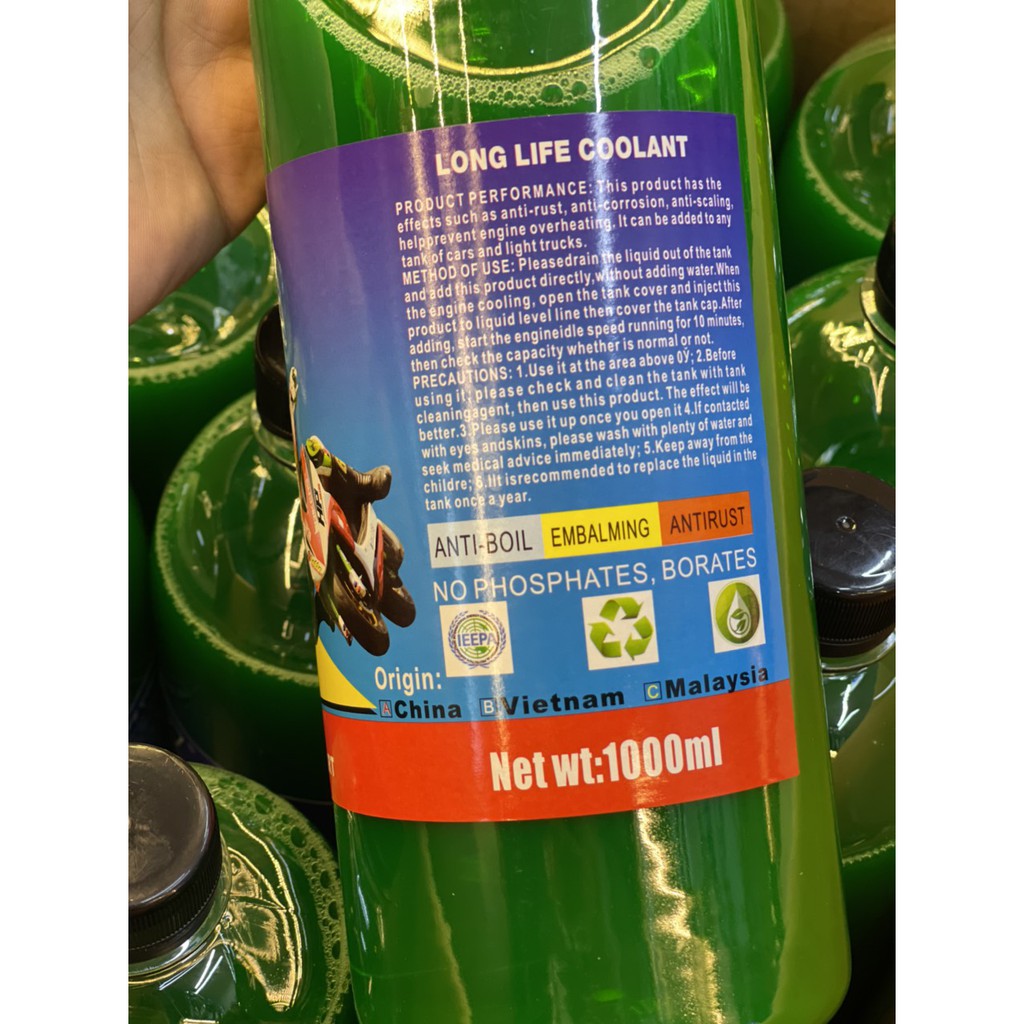 LONG LIFE COOLANT
PRODUCT PERFORMANCE: This product has the
effects such as anti-rust, anti-corrosion, anti-scaling,
helpprevent engine overheating. It can be added to any
tank of cars and light trucks.
METHOD OF USE: Pleasedrain the liquid out of the tank
and add this product directly,without adding water.When
the engine cooling, open the tank cover and inject this
product to liquid level line then cover the tank cap.After
adding, start the engineidle speed running for 10 minutes,
then check the capacity whether is normal or not.
PRECAUTIONS: 1.Use it at the area above 0Ў; 2.Before
using it, please check and clean the tank with tank
cleaningagent, then use this product. The effect will be
better.3.Please use it up once you open it 4.If contacted
with eyes andskins, please wash with plenty of water and
seek medical advice immediately; 5.Keep away from the
childre; 6.Iit isrecommended to replace the liquid in the
tank once a year.
ANTI-BOIL EMBALMING ANTIRUST
NO PHOSPHATES, BORATES
IEEPA
Origin:
A China B Vietnam C Malaysia
Net wt:1000ml